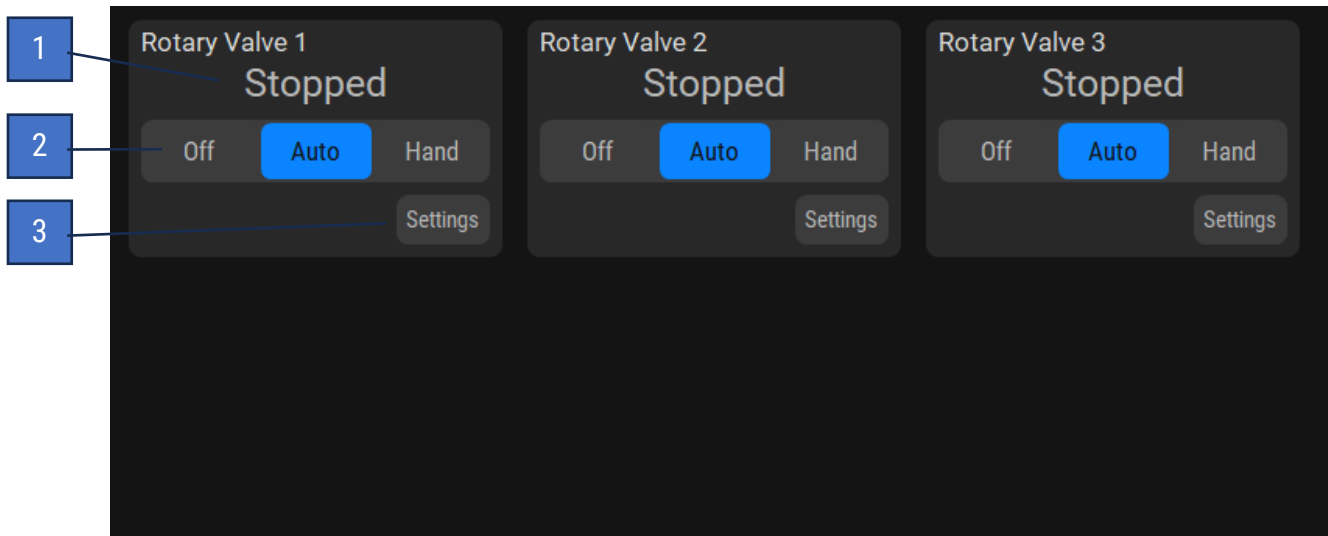 1
2
3
Rotary Valve 1
Stopped
Off Auto Hand
Settings
Rotary Valve 2
Stopped
Off Auto Hand
Settings
Rotary Valve 3
Stopped
Off Auto Hand
Settings